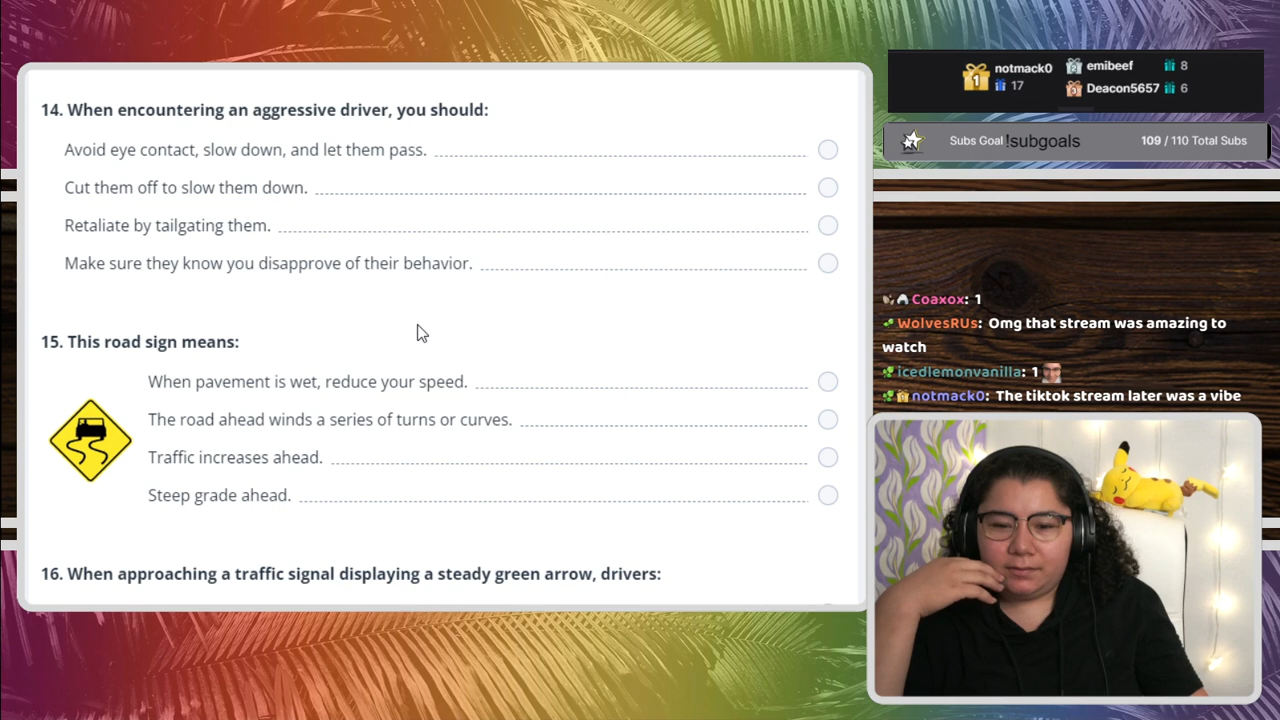 14. When encountering an aggressive driver, you should:
Avoid eye contact, slow down, and let them pass.
Cut them off to slow them down.
Retaliate by tailgating them.
Make sure they know you disapprove of their behavior.
15. This road sign means:
When pavement is wet, reduce your speed.
The road ahead winds a series of turns or curves.
Traffic increases ahead.
Steep grade ahead.
16. When approaching a traffic signal displaying a steady green arrow, drivers:
1 notmack0 17
2 emibeef 8
3 Deacon5657 6
Subs Goal !subgoals 109 / 110 Total Subs
Coaxox: 1
WolvesRUs: Omg that stream was amazing to
watch
icedlemonvanilla: 1
notmack0: The tiktok stream later was a vibe